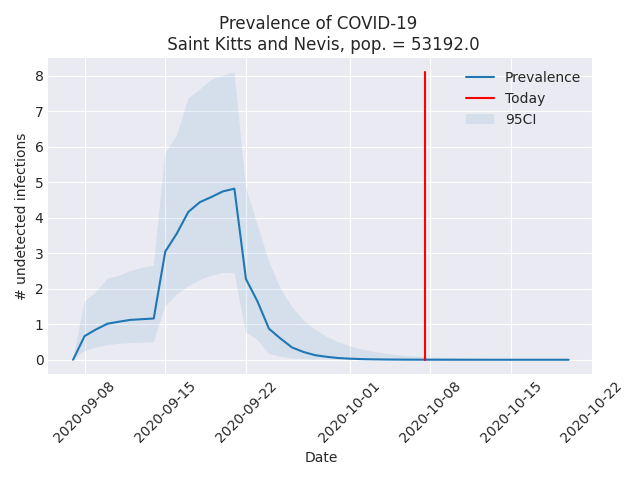 Prevalence of COVID-19
Saint Kitts and Nevis, pop. = 53192.0
Prevalence
Today
95CI
# undetected infections
8
7
6
5
4
3
2
1
0
2020-09-08
2020-09-15
2020-09-22
2020-10-01
2020-10-08
2020-10-15
2020-10-22
Date